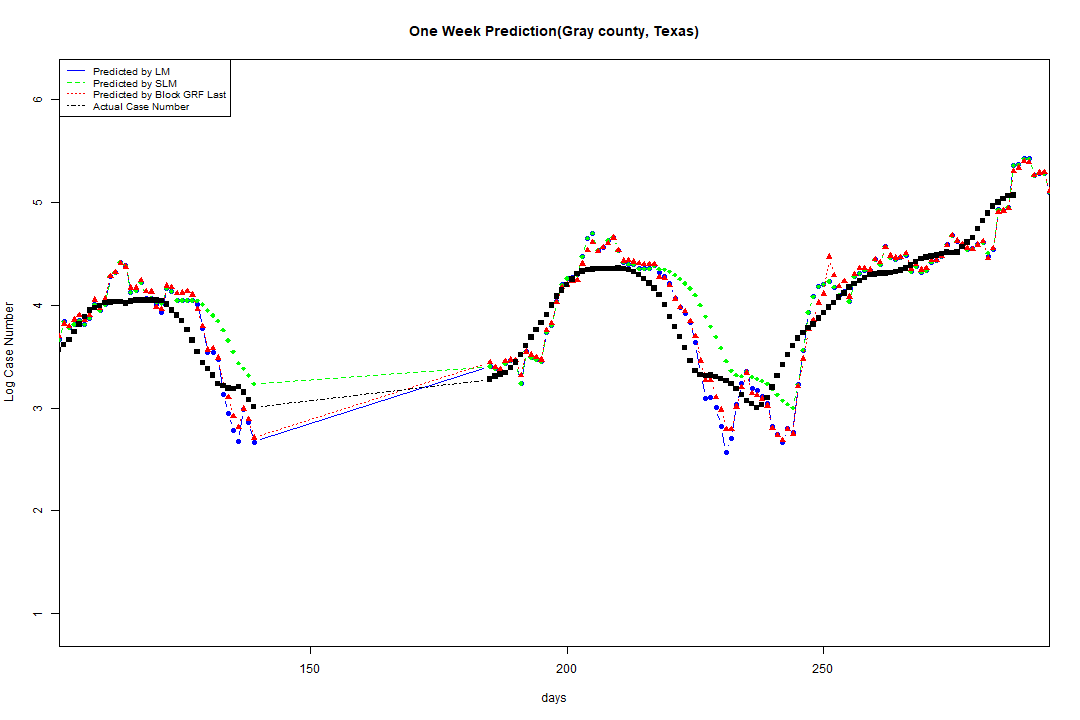 One Week Prediction(Gray county, Texas)
Predicted by LM
Predicted by SLM
Predicted by Block GRF Last
Actual Case Number
Log Case Number
6
5
4
3
2
1
150
200
250
days